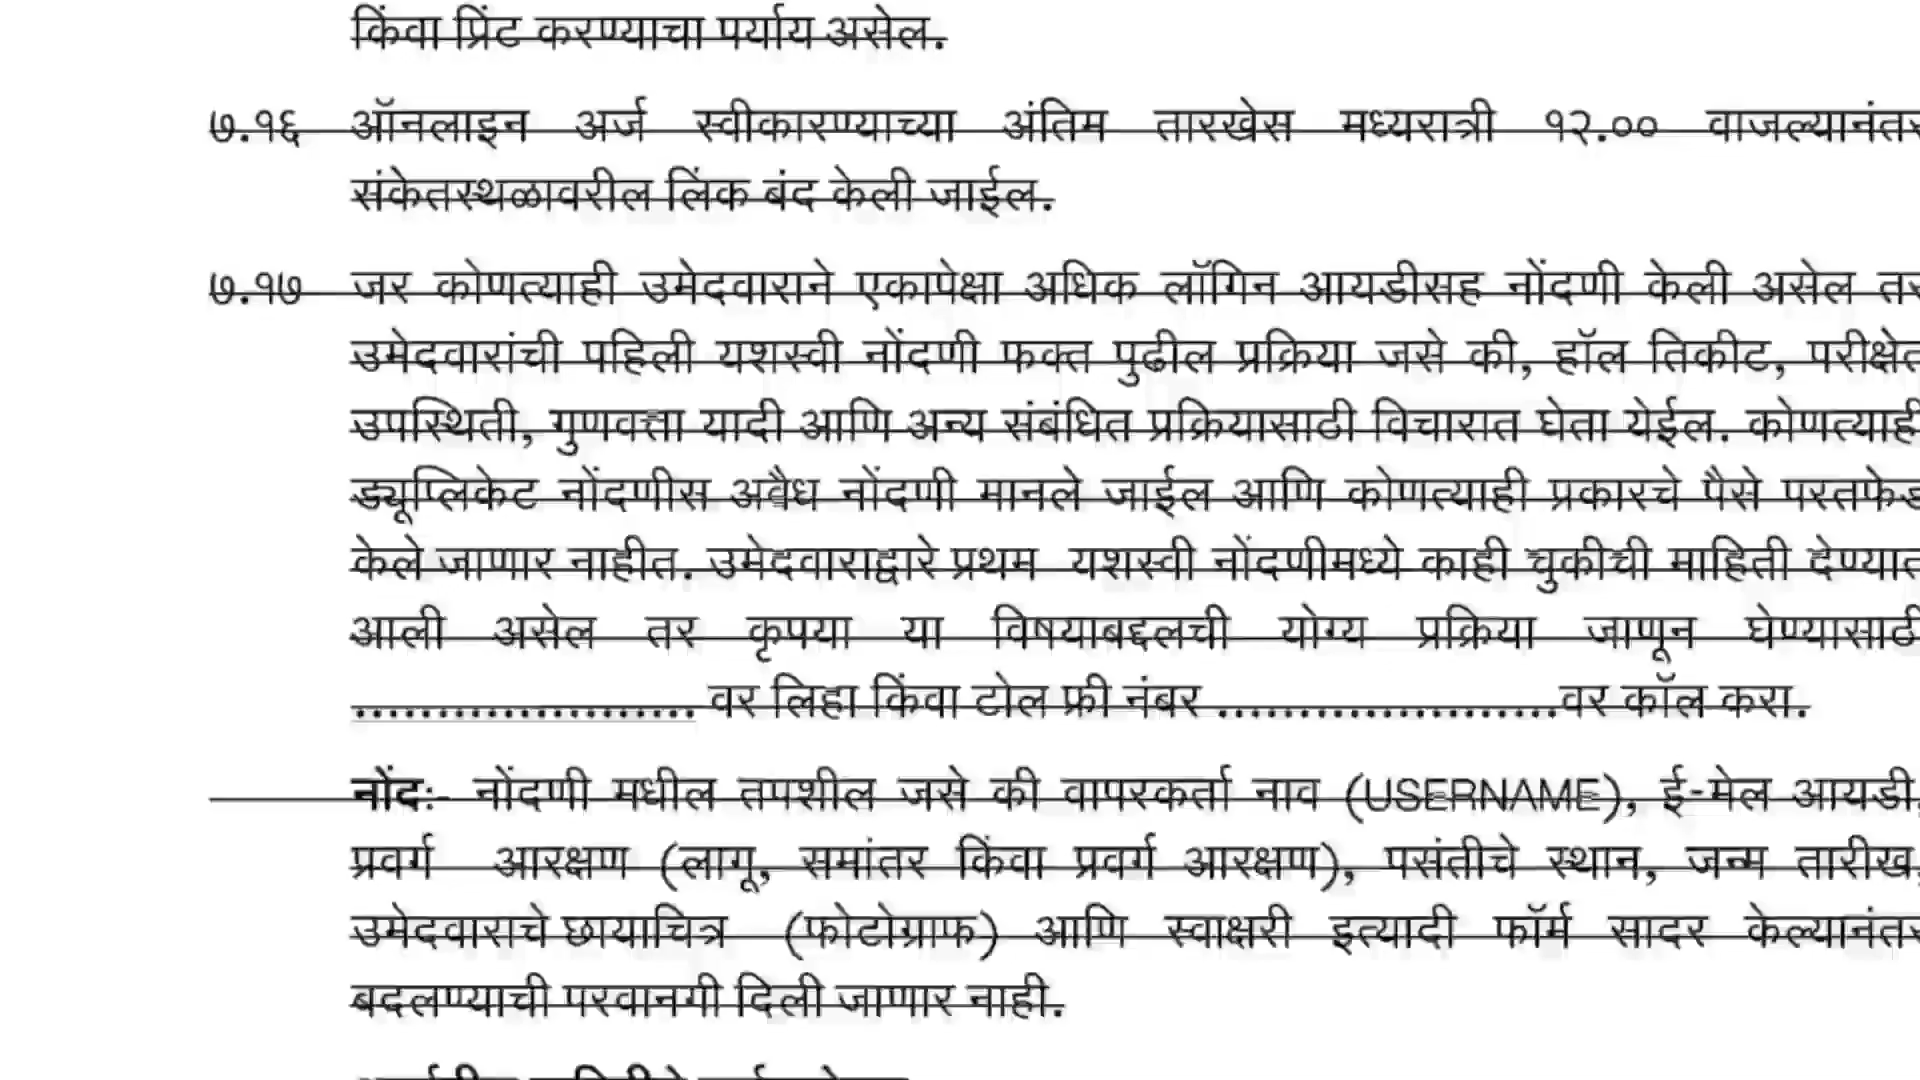 किंवा प्रिंट करण्याचा पर्याय असेल.
७.१६ ऑनलाइन अर्ज स्वीकारण्याच्या अंतिम तारखेस मध्यरात्री १२.०० वाजल्यानंतर
संकेतस्थळावरील लिंक बंद केली जाईल.
७.१७ जर कोणत्याही उमेदवाराने एकापेक्षा अधिक लॉगिन आयडीसह नोंदणी केली असेल तर
उमेदवारांची पहिली यशस्वी नोंदणी फक्त पुढील प्रक्रिया जसे की, हॉल तिकीट, परीक्षेत
उपस्थिती, गुणवत्ता यादी आणि अन्य संबंधित प्रक्रियासाठी विचारात घेता येईल. कोणत्याही
ड्यूप्लिकेट नोंदणीस अवैध नोंदणी मानले जाईल आणि कोणत्याही प्रकारचे पैसे परतफेड
केले जाणार नाहीत. उमेदवाराद्वारे प्रथम यशस्वी नोंदणीमध्ये काही चुकीची माहिती देण्यात
आली असेल तर कृपया या विषयाबद्दलची योग्य प्रक्रिया जाणून घेण्यासाठी
......................... वर लिहा किंवा टोल फ्री नंबर .........................वर कॉल करा.
नोंद:- नोंदणी मधील तपशील जसे की वापरकर्ता नाव (USERNAME), ई-मेल आयडी,
प्रवर्ग आरक्षण (लागू, समांतर किंवा प्रवर्ग आरक्षण), पसंतीचे स्थान, जन्म तारीख,
उमेदवाराचे छायाचित्र (फोटोग्राफ) आणि स्वाक्षरी इत्यादी फॉर्म सादर केल्यानंतर
बदलण्याची परवानगी दिली जाणार नाही.